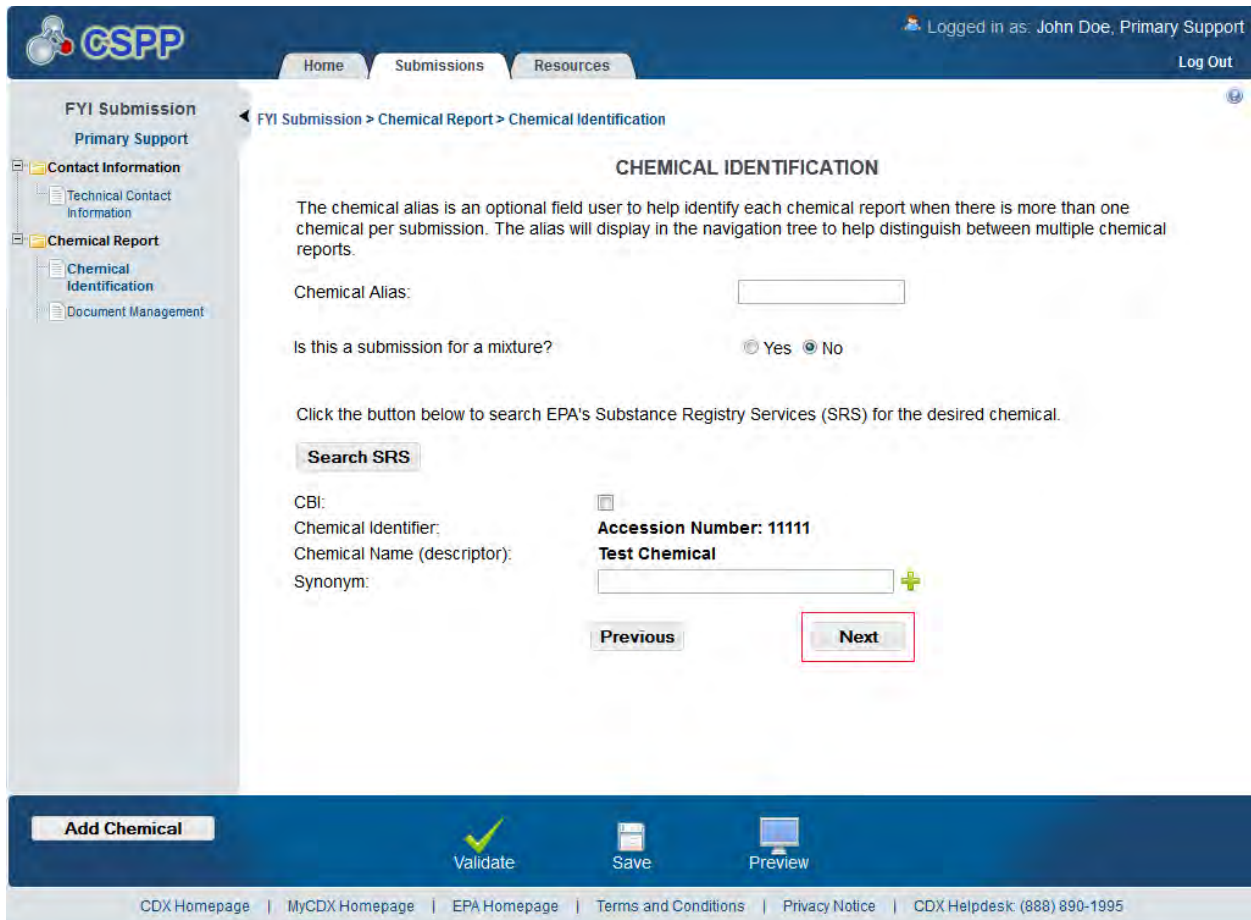 CSPP
Logged in as: John Doe, Primary Support
Home Submissions Resources
Log Out
FYI Submission
Primary Support
Contact Information
Technical Contact
Information
Chemical Report
Chemical
Identification
Document Management
FYI Submission > Chemical Report > Chemical Identification
CHEMICAL IDENTIFICATION
The chemical alias is an optional field user to help identify each chemical report when there is more than one
chemical per submission. The alias will display in the navigation tree to help distinguish between multiple chemical
reports.
Chemical Alias:
Is this a submission for a mixture? Yes No
Click the button below to search EPA's Substance Registry Services (SRS) for the desired chemical.
Search SRS
CBI:
Chemical Identifier: Accession Number: 11111
Chemical Name (descriptor): Test Chemical
Synonym:
Previous Next
Add Chemical
Validate Save Preview
CDX Homepage | MyCDX Homepage | EPA Homepage | Terms and Conditions | Privacy Notice | CDX Helpdesk: (888) 890-1995